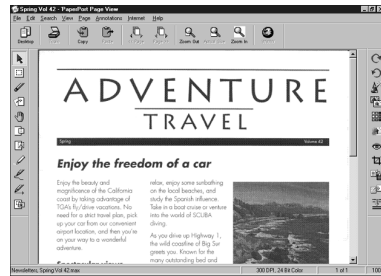 Spring Vol 42 - PaperPort Page View
File Edit Search View Page Annotations Internet Help
Desktop
Copy
Zoom Out
Zoom In
ADVENTURE
TRAVEL
Spring
Volume 42
Enjoy the freedom of a car
Enjoy the beauty and
magnificence of the California
coast by taking advantage of
TGA's fly/drive vacations. No
need for a strict travel plan, pick
up your car from our convenient
airport location, and then you're
on your way to a wonderful
adventure.
relax, enjoy some sunbathing
on the local beaches, and
study the Spanish influence.
Take in a boat cruise or venture
into the world of SCUBA
diving.
As you drive up Highway 1,
the wild coastline of Big Sur
greets you. Known for the
many outstanding bed and
Newsletters, Spring Vol 42.max
300 DPI, 24 Bit Color
1 of 1
100